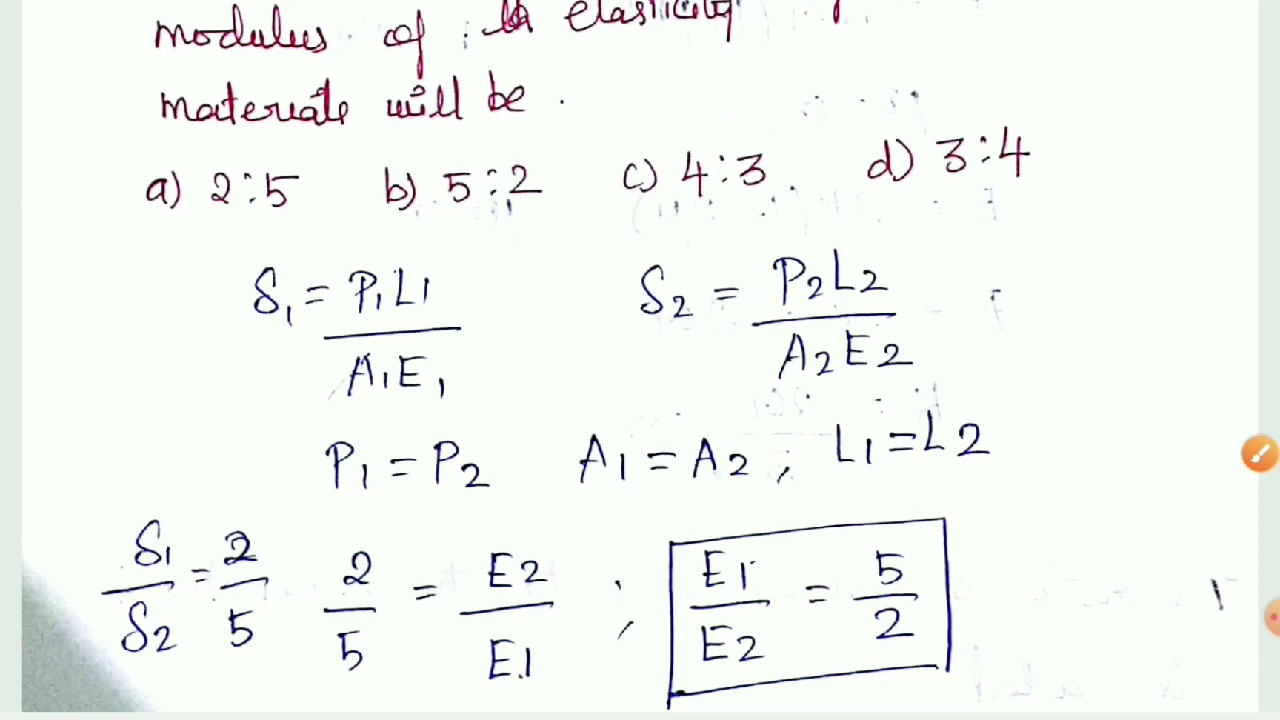 modulus of elasticity
materials will be.
a) 2:5 b) 5:2 c) 4:3 d) 3:4
δ₁ = P₁L₁ / A₁E₁ δ₂ = P₂L₂ / A₂E₂
P₁ = P₂ A₁ = A₂, L₁ = L₂
δ₁/δ₂ = 2/5 2/5 = E₂/E₁ ; E₁/E₂ = 5/2